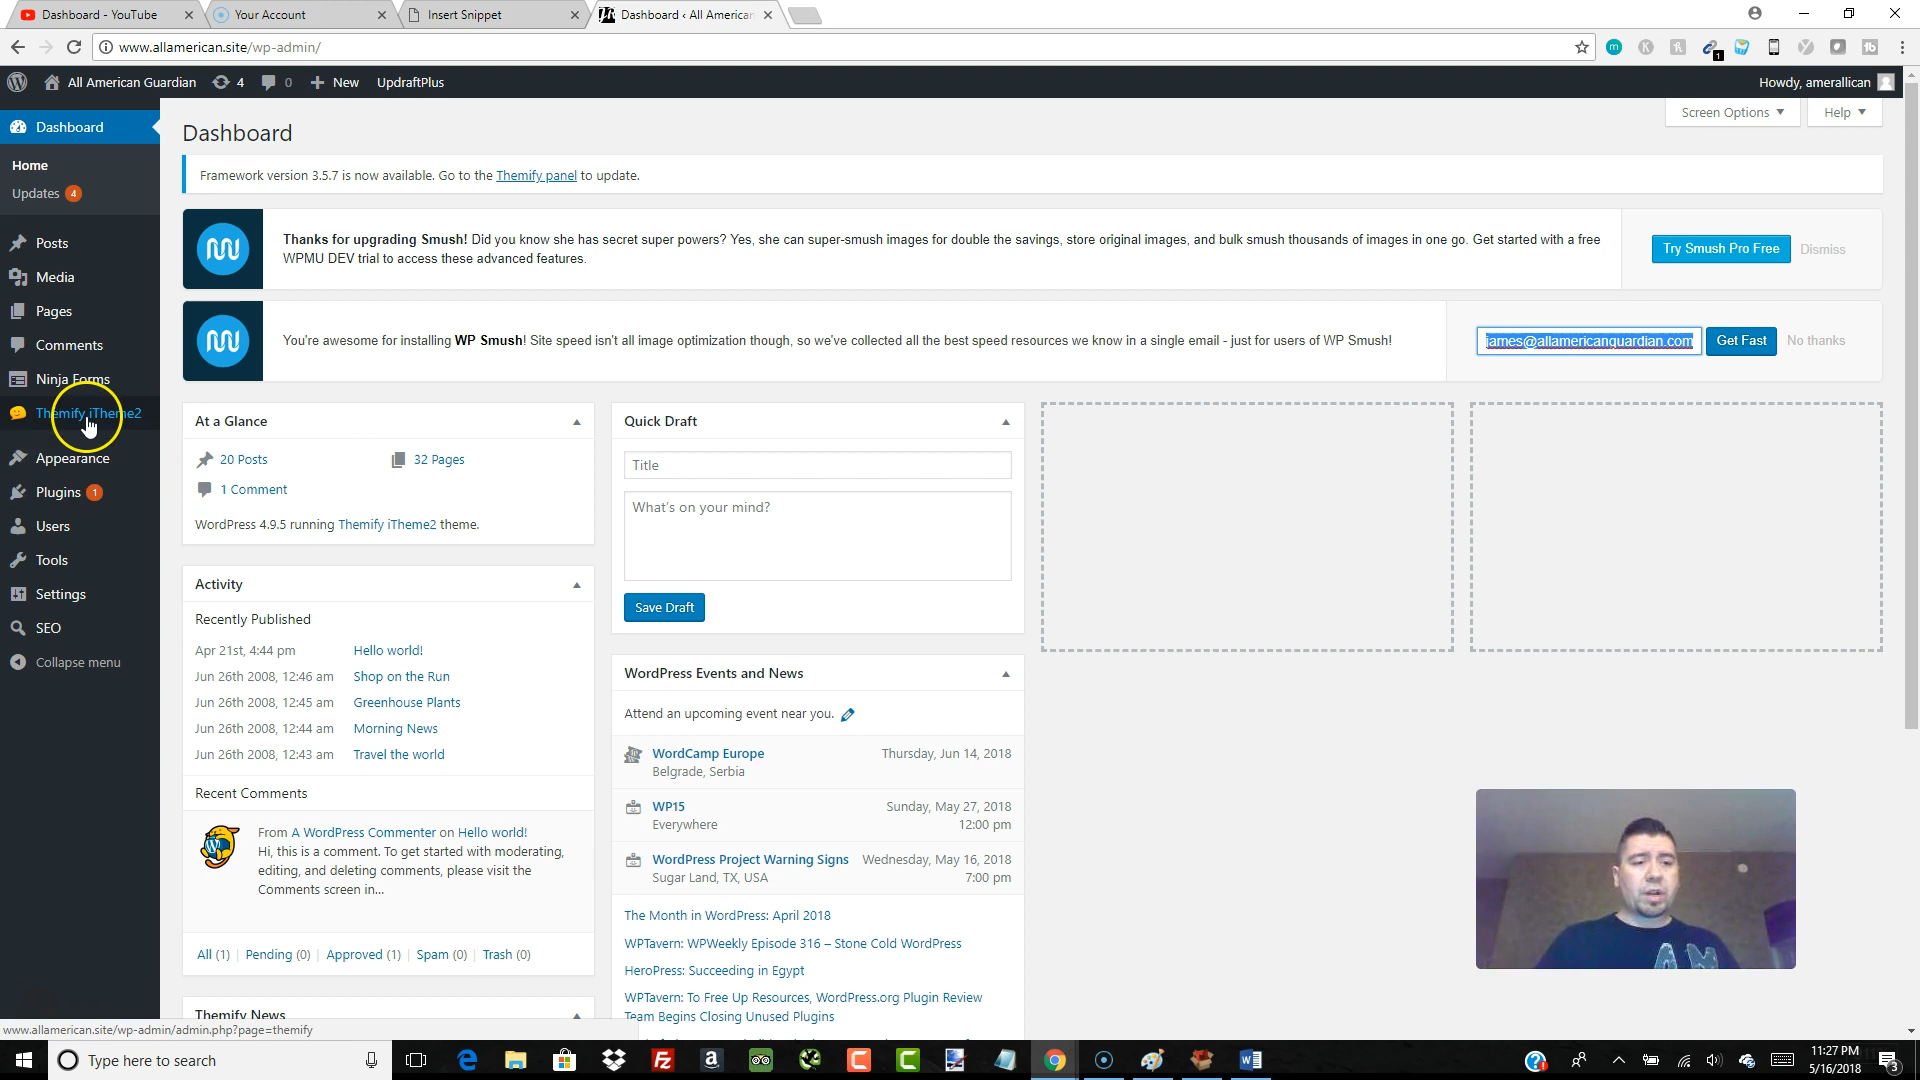 Dashboard - YouTube
Your Account
Insert Snippet
Dashboard ‹ All American
www.allamerican.site/wp-admin/
1
All American Guardian
4
0
New
UpdraftPlus
Howdy, amerallican
Dashboard
Home
Updates 4
Posts
Media
Pages
Comments
Ninja Forms
Themify iTheme2
Appearance
Plugins 1
Users
Tools
Settings
SEO
Collapse menu
Screen Options
Help
Dashboard
Framework version 3.5.7 is now available. Go to the Themify panel to update.
Thanks for upgrading Smush! Did you know she has secret super powers? Yes, she can super-smush images for double the savings, store original images, and bulk smush thousands of images in one go. Get started with a free
WPMU DEV trial to access these advanced features.
Try Smush Pro Free
Dismiss
You're awesome for installing WP Smush! Site speed isn't all image optimization though, so we've collected all the best speed resources we know in a single email - just for users of WP Smush!
james@allamericanguardian.com
Get Fast
No thanks
At a Glance
20 Posts
32 Pages
1 Comment
WordPress 4.9.5 running Themify iTheme2 theme.
Activity
Recently Published
Apr 21st, 4:44 pm Hello world!
Jun 26th 2008, 12:46 am Shop on the Run
Jun 26th 2008, 12:45 am Greenhouse Plants
Jun 26th 2008, 12:44 am Morning News
Jun 26th 2008, 12:43 am Travel the world
Recent Comments
From A WordPress Commenter on Hello world!
Hi, this is a comment. To get started with moderating,
editing, and deleting comments, please visit the
Comments screen in...
All (1) | Pending (0) | Approved (1) | Spam (0) | Trash (0)
Themify News
Quick Draft
Title
What's on your mind?
Save Draft
WordPress Events and News
Attend an upcoming event near you.
WordCamp Europe Thursday, Jun 14, 2018
Belgrade, Serbia
WP15 Sunday, May 27, 2018
Everywhere 12:00 pm
WordPress Project Warning Signs Wednesday, May 16, 2018
Sugar Land, TX, USA 7:00 pm
The Month in WordPress: April 2018
WPTavern: WPWeekly Episode 316 – Stone Cold WordPress
HeroPress: Succeeding in Egypt
WPTavern: To Free Up Resources, WordPress.org Plugin Review
Team Begins Closing Unused Plugins
www.allamerican.site/wp-admin/admin.php?page=themify
Type here to search
11:27 PM
5/16/2018
3